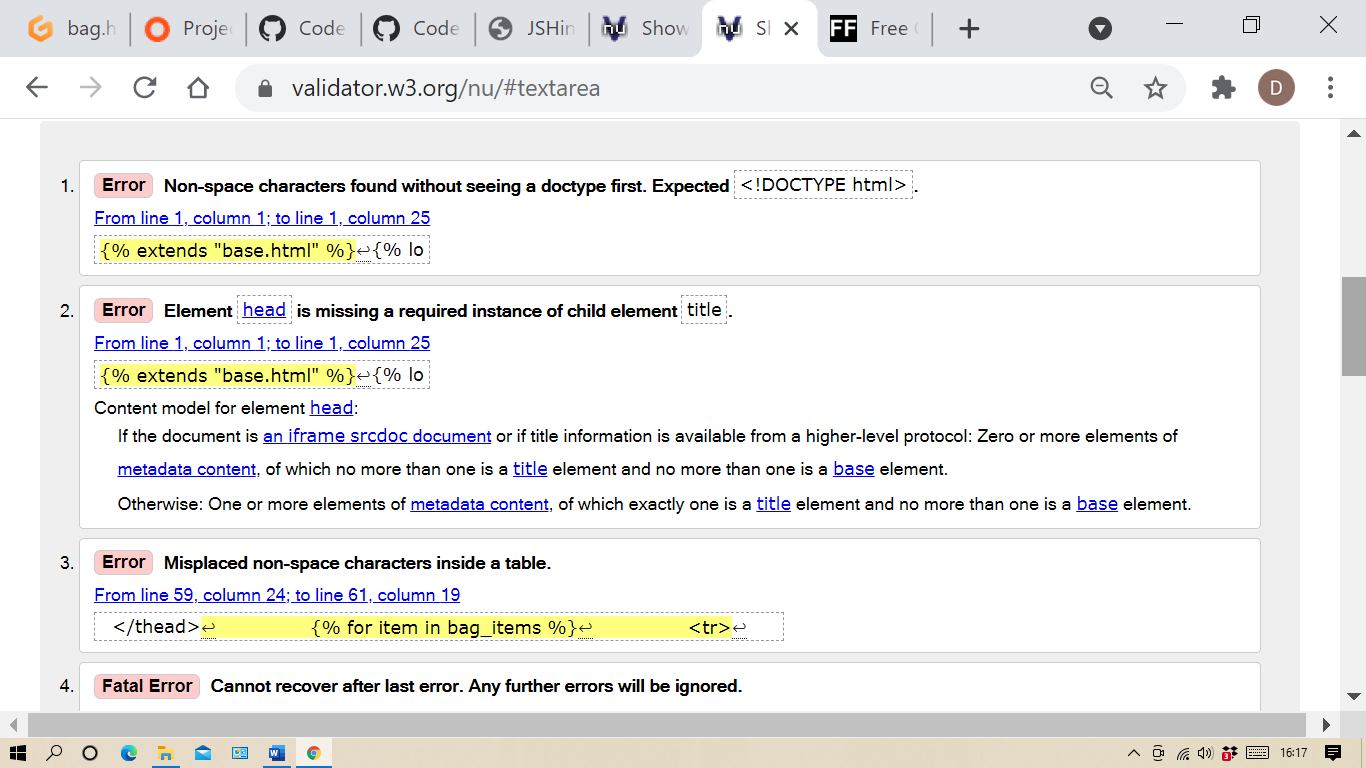 bag.h
Proje
Code
Code
JSHin
Show
Sl
FF
Free
validator.w3.org/nu/#textarea
D
1. Error Non-space characters found without seeing a doctype first. Expected <!DOCTYPE html>.
From line 1, column 1; to line 1, column 25
{% extends "base.html" %}↩{% lo
2. Error Element head is missing a required instance of child element title.
From line 1, column 1; to line 1, column 25
{% extends "base.html" %}↩{% lo
Content model for element head:
If the document is an iframe srcdoc document or if title information is available from a higher-level protocol: Zero or more elements of
metadata content, of which no more than one is a title element and no more than one is a base element.
Otherwise: One or more elements of metadata content, of which exactly one is a title element and no more than one is a base element.
3. Error Misplaced non-space characters inside a table.
From line 59, column 24; to line 61, column 19
</thead>↩ {% for item in bag_items %}↩ <tr>↩
4. Fatal Error Cannot recover after last error. Any further errors will be ignored.
16:17